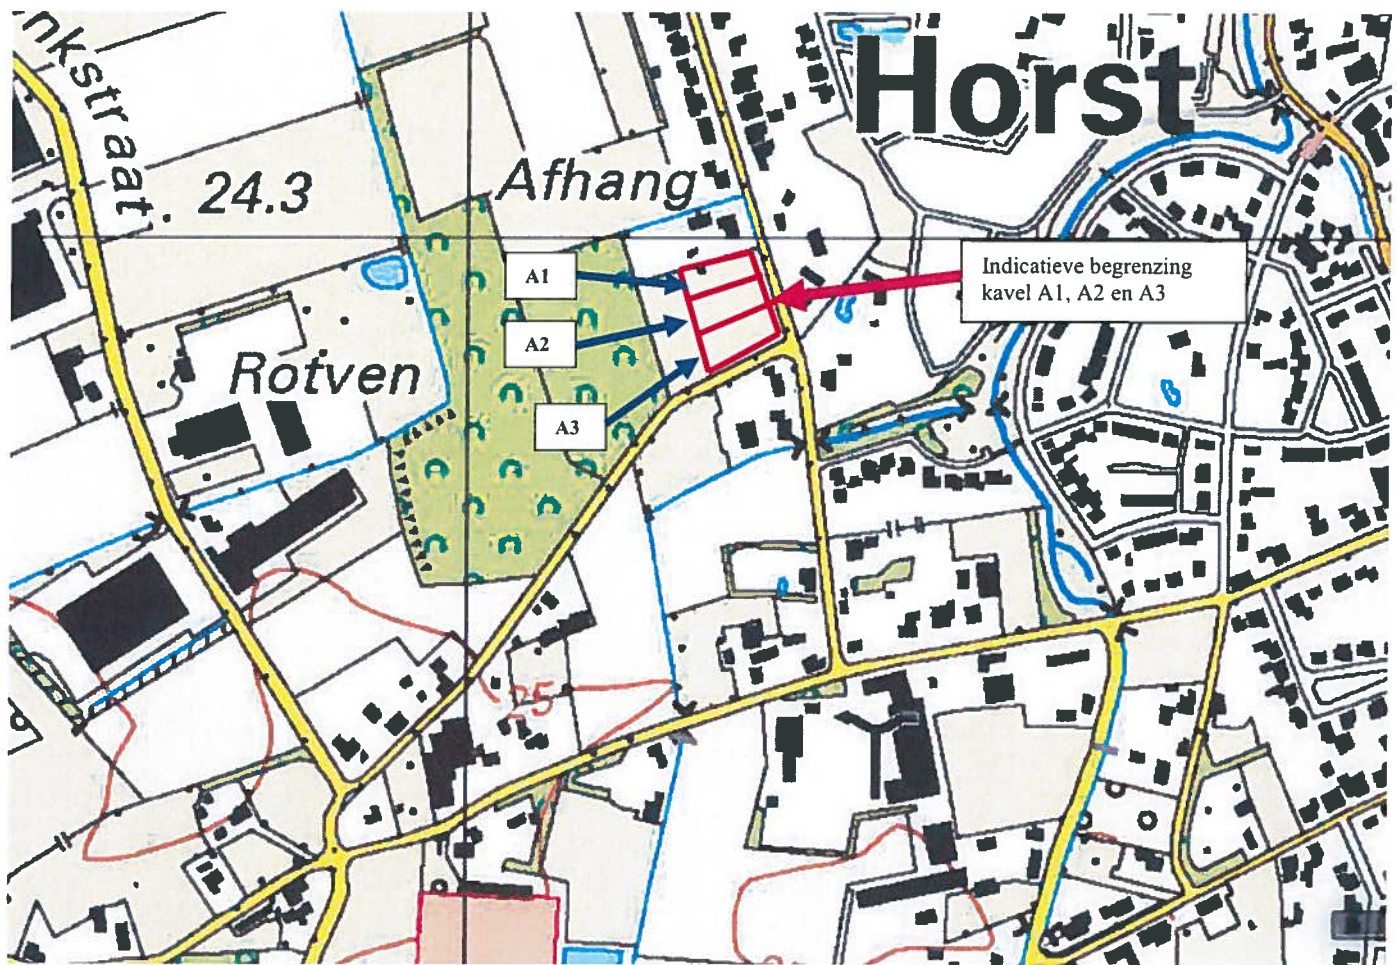 nkstraat
Horst
Afhang
24.3
A1
Indicatieve begrenzing
kavel A1, A2 en A3
A2
Rotven
A3
25